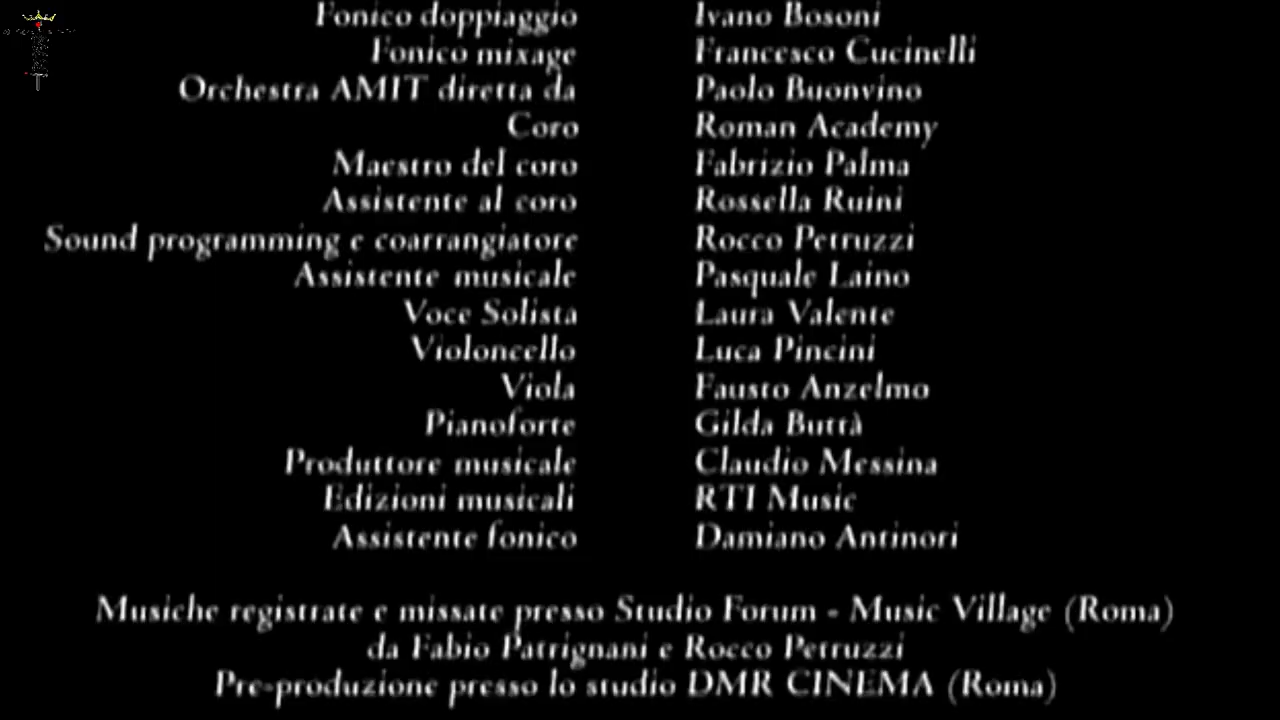 Fonico doppiaggio Ivano Bosoni
Fonico mixage Francesco Cucinelli
Orchestra AMIT diretta da Paolo Buonvino
Coro Roman Academy
Maestro del coro Fabrizio Palma
Assistente al coro Rossella Ruini
Sound programming e coarrangiatore Rocco Petruzzi
Assistente musicale Pasquale Laino
Voce Solista Laura Valente
Violoncello Luca Pincini
Viola Fausto Anzelmo
Pianoforte Gilda Buttà
Produttore musicale Claudio Messina
Edizioni musicali RTI Music
Assistente fonico Damiano Antinori
Musiche registrate e missate presso Studio Forum - Music Village (Roma)
da Fabio Patrignani e Rocco Petruzzi
Pre-produzione presso lo studio DMR CINEMA (Roma)